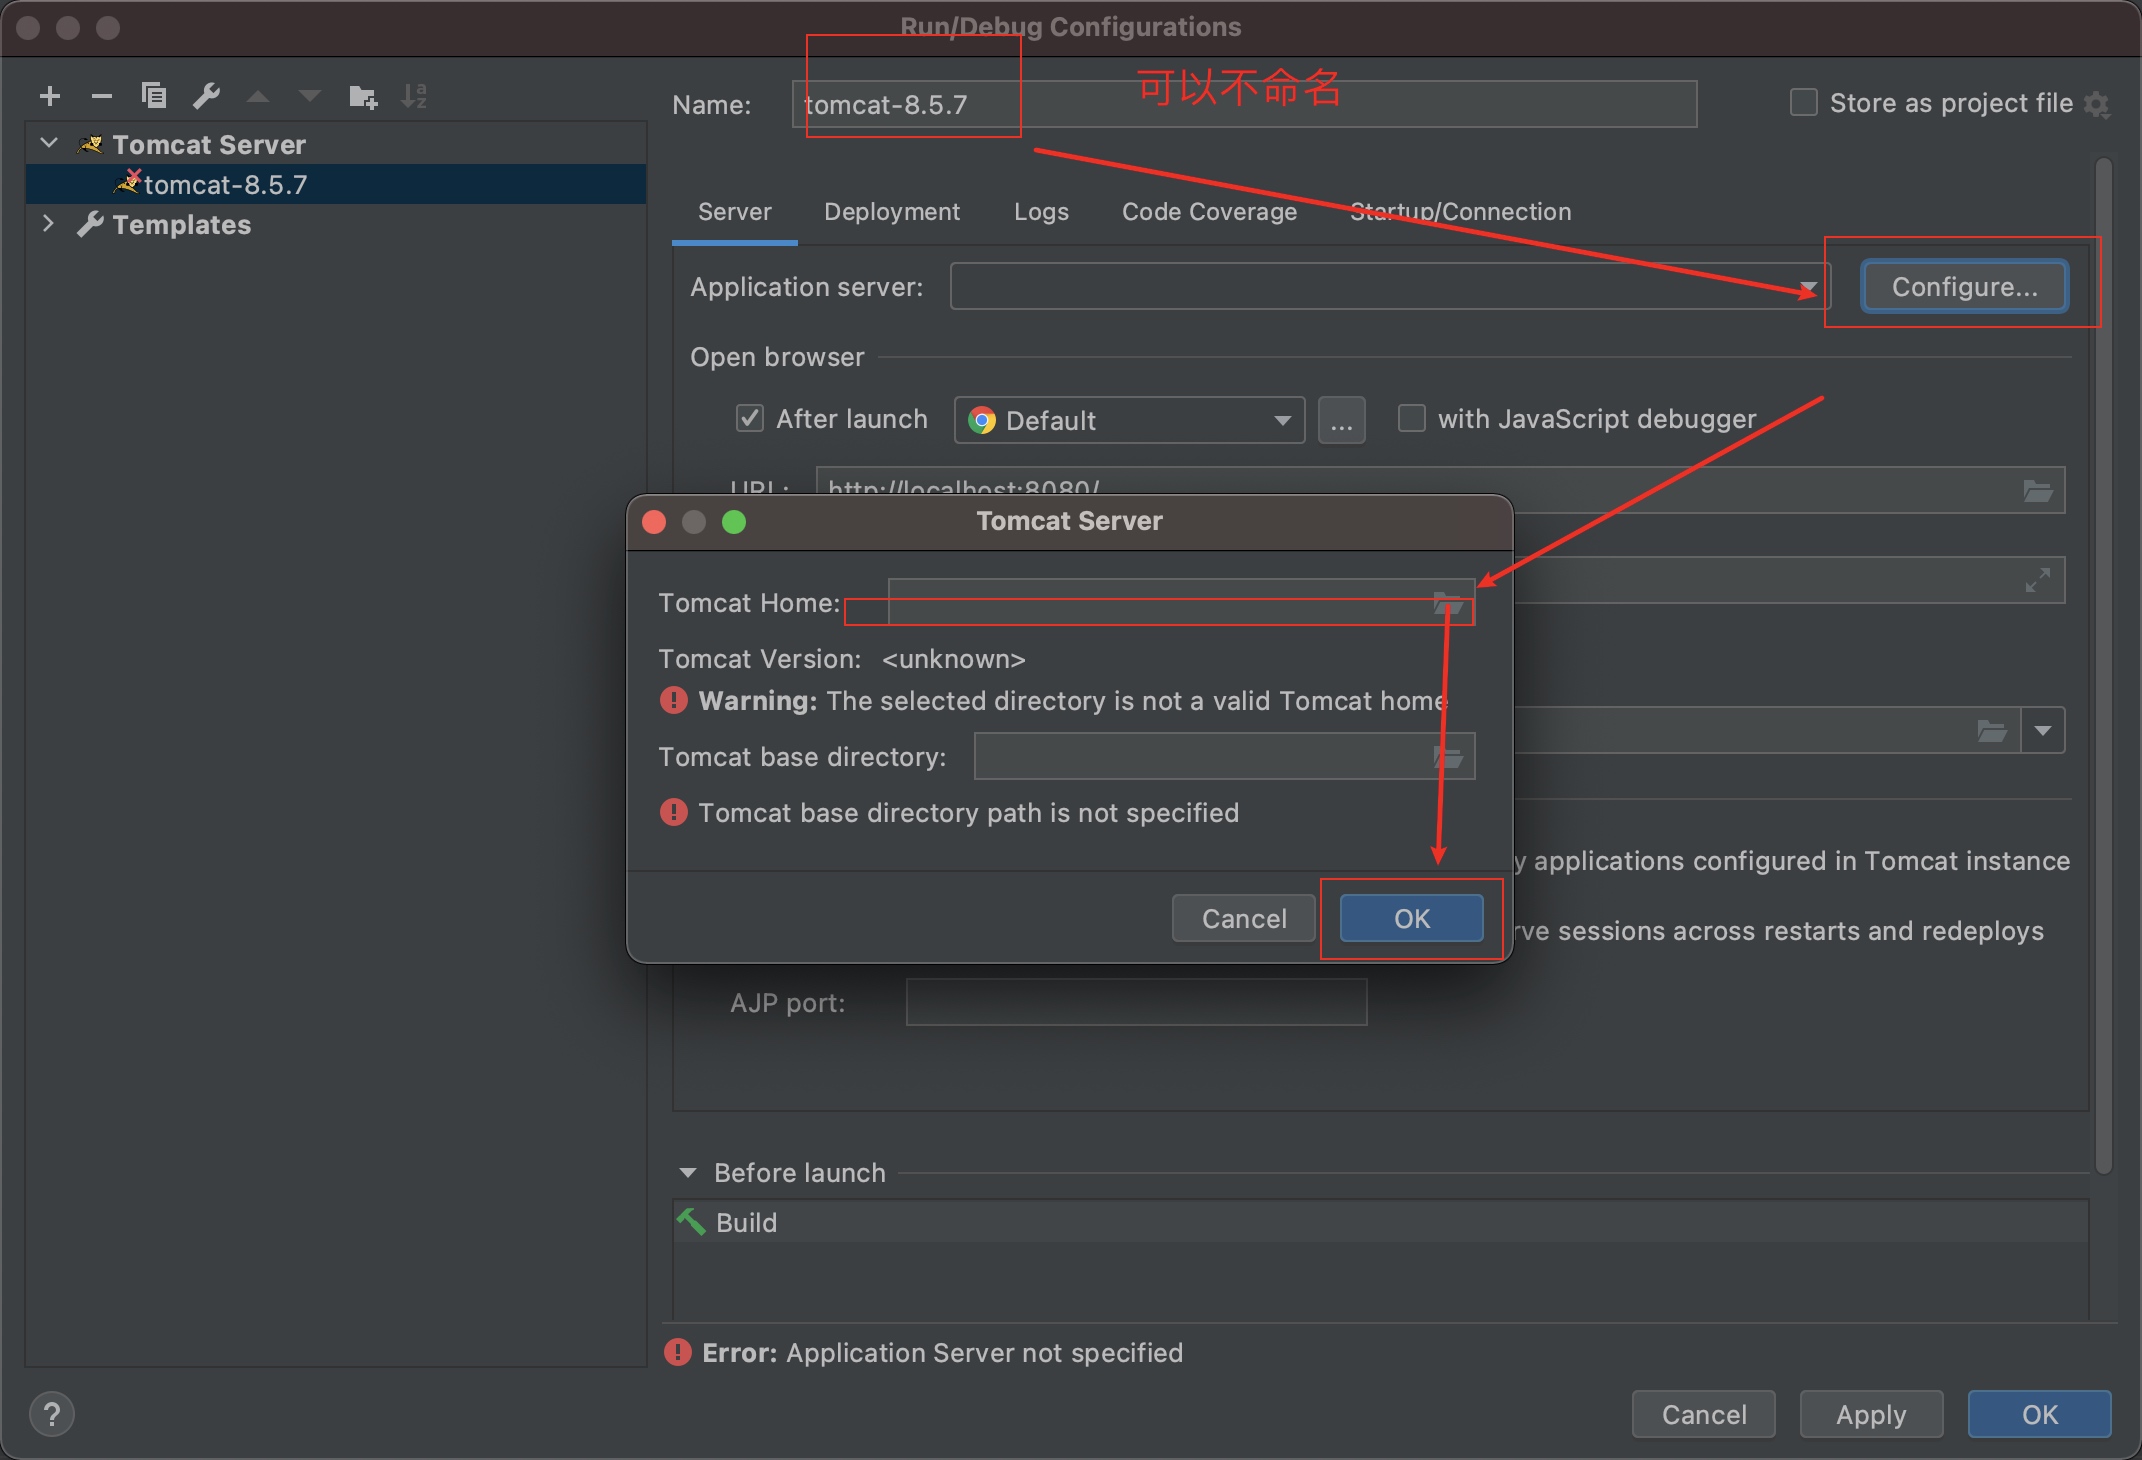 Run/Debug Configurations
Name: tomcat-8.5.7 可以不命名 Store as project file
Tomcat Server
tomcat-8.5.7
Templates
Server Deployment Logs Code Coverage Startup/Connection
Application server: Configure...
Open browser
After launch Default ... with JavaScript debugger
URL: http://localhost:8080/
Tomcat Server
Tomcat Home:
Tomcat Version: <unknown>
Warning: The selected directory is not a valid Tomcat home
Tomcat base directory:
Tomcat base directory path is not specified
y applications configured in Tomcat instance
Cancel OK
rve sessions across restarts and redeploys
AJP port:
Before launch
Build
Error: Application Server not specified
? Cancel Apply OK